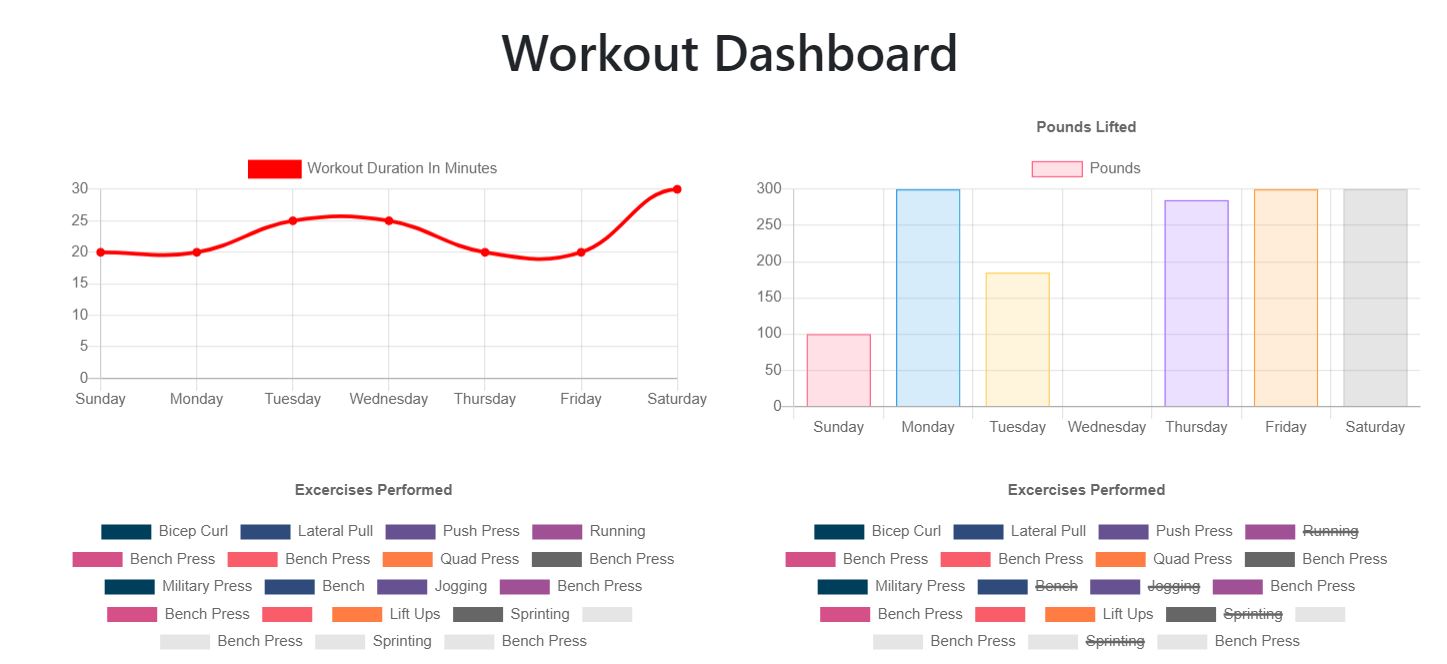 Workout Dashboard
Workout Duration In Minutes
30
25
20
15
10
5
0
Sunday Monday Tuesday Wednesday Thursday Friday Saturday
Pounds Lifted
Pounds
300
250
200
150
100
50
0
Sunday Monday Tuesday Wednesday Thursday Friday Saturday
Excercises Performed
Bicep Curl Lateral Pull Push Press Running
Bench Press Bench Press Quad Press Bench Press
Military Press Bench Jogging Bench Press
Bench Press Lift Ups Sprinting
Bench Press Sprinting Bench Press
Excercises Performed
Bicep Curl Lateral Pull Push Press Running
Bench Press Bench Press Quad Press Bench Press
Military Press Bench Jogging Bench Press
Bench Press Lift Ups Sprinting
Bench Press Sprinting Bench Press